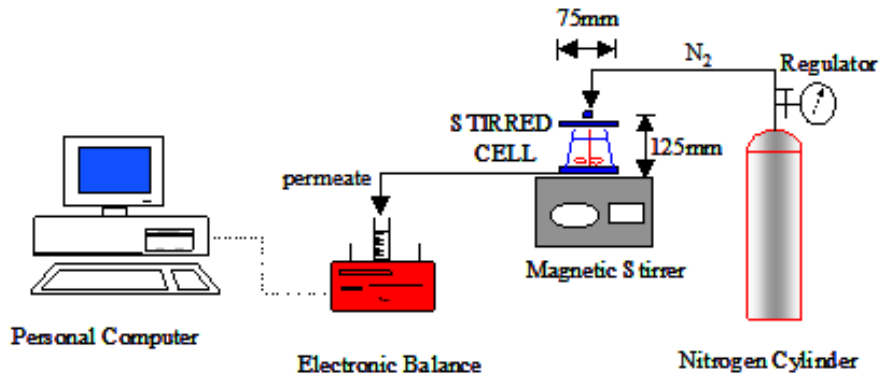 75mm
N2
Regulator
STIRRED
CELL
125mm
permeate
Magnetic Stirrer
Personal Computer
Electronic Balance
Nitrogen Cylinder